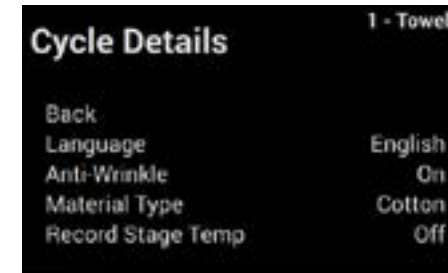 1 - Towel
Cycle Details
Back
Language English
Anti-Wrinkle On
Material Type Cotton
Record Stage Temp Off